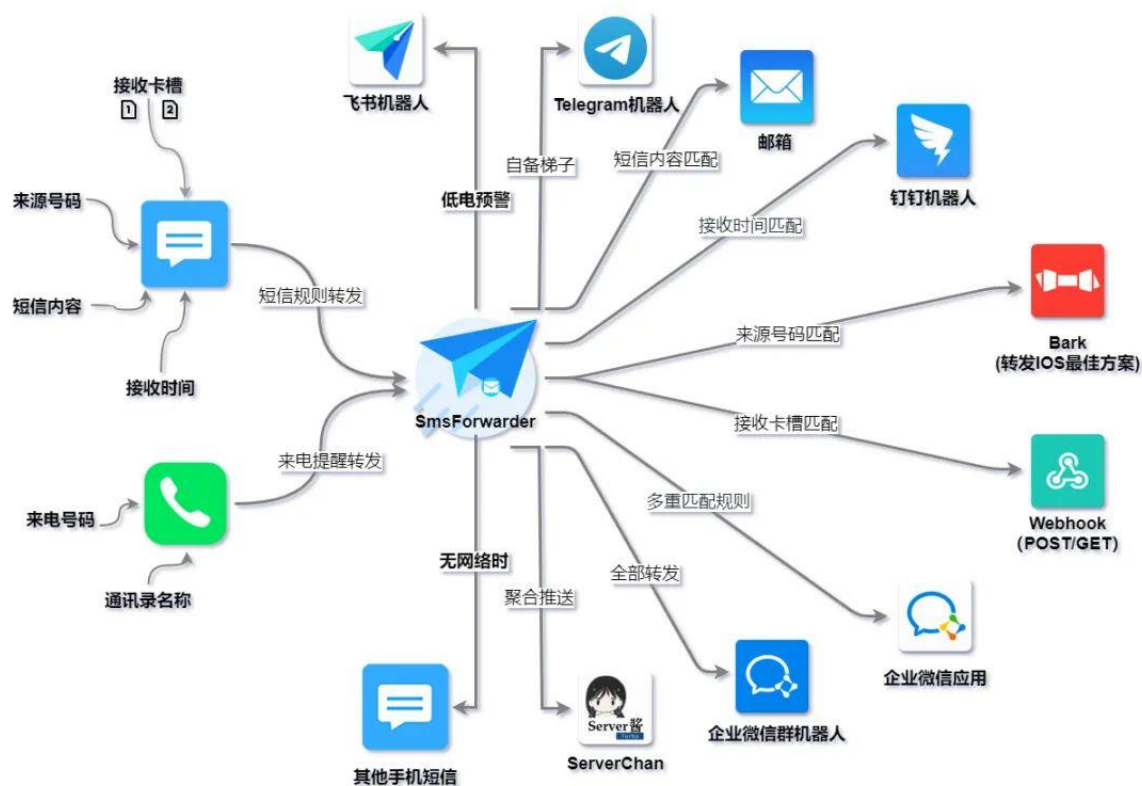 接收卡槽
1 2
来源号码
短信内容
接收时间
短信规则转发
来电号码
通讯录名称
来电提醒转发
SmsForwarder
低电预警
飞书机器人
自备梯子
Telegram机器人
短信内容匹配
邮箱
接收时间匹配
钉钉机器人
来源号码匹配
Bark
(转发IOS最佳方案)
接收卡槽匹配
Webhook
(POST/GET)
多重匹配规则
企业微信应用
全部转发
企业微信群机器人
聚合推送
Server酱
Turbo
ServerChan
无网络时
其他手机短信